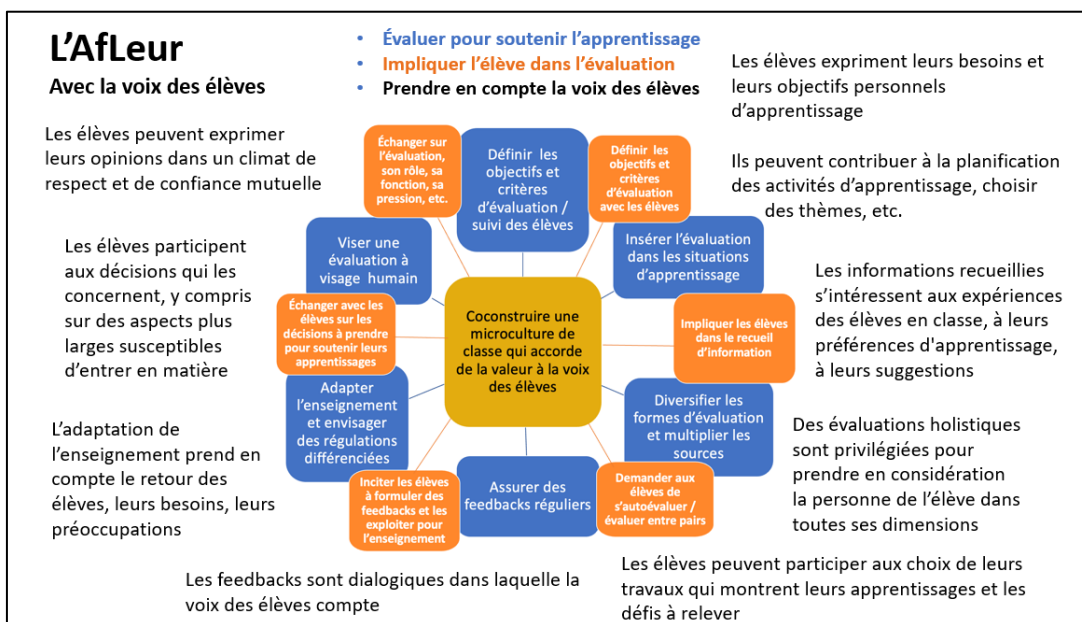 L'AfLeur
Avec la voix des élèves
• Évaluer pour soutenir l'apprentissage
• Impliquer l'élève dans l'évaluation
• Prendre en compte la voix des élèves
Les élèves expriment leurs besoins et
leurs objectifs personnels
d'apprentissage
Ils peuvent contribuer à la planification
des activités d'apprentissage, choisir
des thèmes, etc.
Les élèves peuvent exprimer
leurs opinions dans un climat de
respect et de confiance mutuelle
Échanger sur
l'évaluation,
son rôle, sa
fonction, sa
pression, etc.
Définir les
objectifs et
critères
d'évaluation /
suivi des élèves
Définir les
objectifs et
critères
d'évaluation
avec les élèves
Viser une
évaluation à
visage humain
Insérer l'évaluation
dans les situations
d'apprentissage
Les élèves participent
aux décisions qui les
concernent, y compris
sur des aspects plus
larges susceptibles
d'entrer en matière
Échanger avec les
élèves sur les
décisions à prendre
pour soutenir leurs
apprentissages
Coconstruire une
microculture de
classe qui accorde
de la valeur à la voix
des élèves
Impliquer les élèves
dans le recueil
d'information
Les informations recueillies
s'intéressent aux expériences
des élèves en classe, à leurs
préférences d'apprentissage,
à leurs suggestions
Adapter
l'enseignement
et envisager
des régulations
différenciées
Diversifier les
formes d'évaluation
et multiplier les
sources
L'adaptation de
l'enseignement prend en
compte le retour des
élèves, leurs besoins, leurs
préoccupations
Inciter les élèves
à formuler des
feedbacks et les
exploiter pour
l'enseignement
Assurer des
feedbacks réguliers
Demander aux
élèves de
s'autoévaluer /
évaluer entre pairs
Des évaluations holistiques
sont privilégiées pour
prendre en considération
la personne de l'élève dans
toutes ses dimensions
Les feedbacks sont dialogiques dans laquelle la
voix des élèves compte
Les élèves peuvent participer aux choix de leurs
travaux qui montrent leurs apprentissages et les
défis à relever